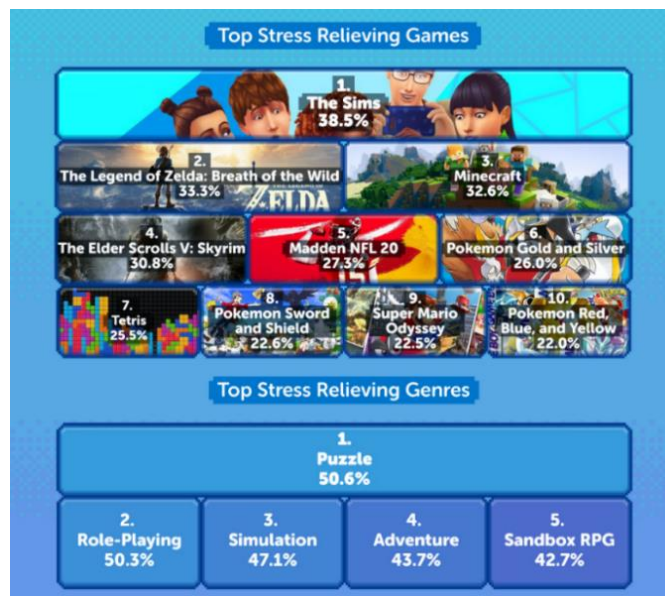 Top Stress Relieving Games
1.
The Sims
38.5%
2.
The Legend of Zelda: Breath of the Wild
33.3%
ZELDA
3.
Minecraft
32.6%
4.
The Elder Scrolls V: Skyrim
30.8%
5.
Madden NFL 20
27.3%
6.
Pokemon Gold and Silver
26.0%
7.
Tetris
25.5%
8.
Pokemon Sword
and Shield
22.6%
9.
Super Mario
Odyssey
22.5%
10.
Pokemon Red,
Blue, and Yellow
22.0%
Top Stress Relieving Genres
1.
Puzzle
50.6%
2.
Role-Playing
50.3%
3.
Simulation
47.1%
4.
Adventure
43.7%
5.
Sandbox RPG
42.7%